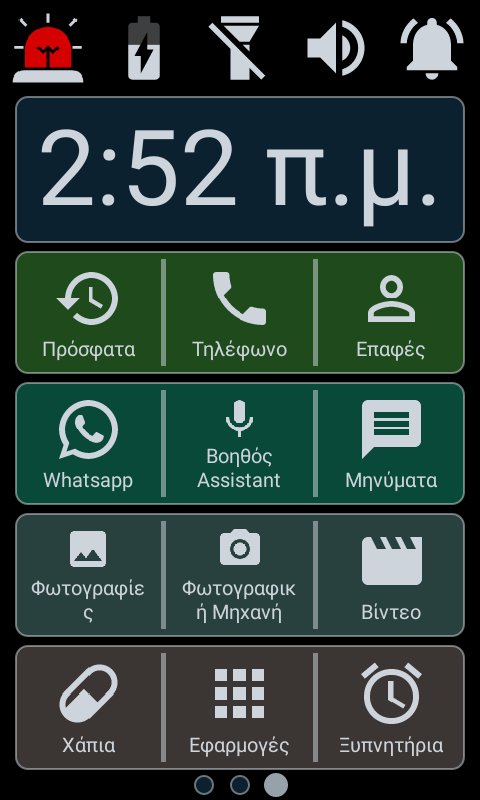 2:52 π.μ.
Πρόσφατα
Τηλέφωνο
Επαφές
Whatsapp
Βοηθός
Assistant
Μηνύματα
Φωτογραφίε
ς
Φωτογραφικ
ή Μηχανή
Βίντεο
Χάπια
Εφαρμογές
Ξυπνητήρια